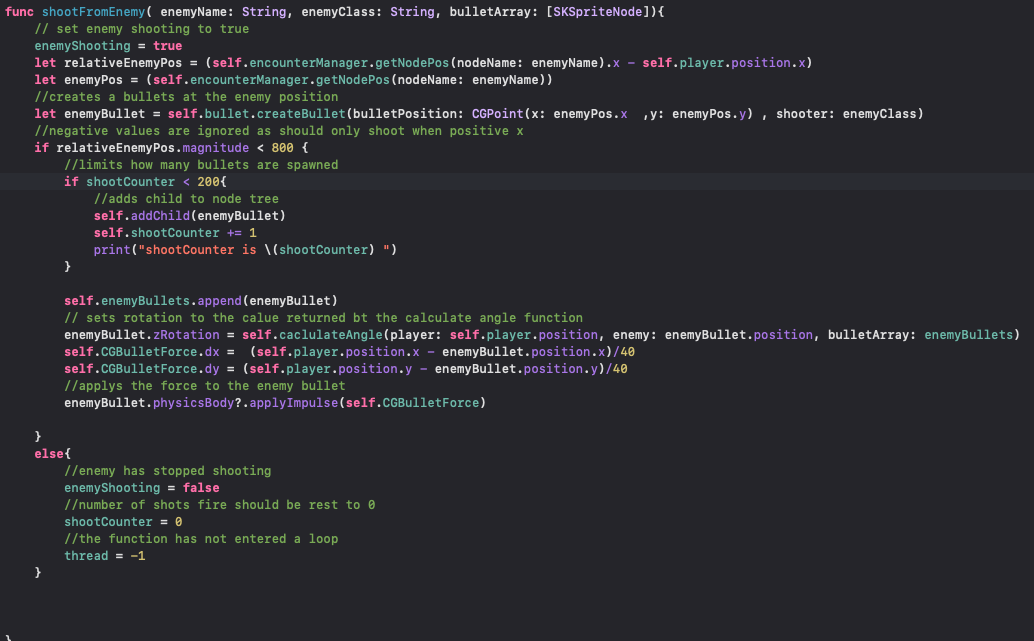 func shootFromEnemy( enemyName: String, enemyClass: String, bulletArray: [SKSpriteNode]){
// set enemy shooting to true
enemyShooting = true
let relativeEnemyPos = (self.encounterManager.getNodePos(nodeName: enemyName).x - self.player.position.x)
let enemyPos = (self.encounterManager.getNodePos(nodeName: enemyName))
//creates a bullets at the enemy position
let enemyBullet = self.bullet.createBullet(bulletPosition: CGPoint(x: enemyPos.x  ,y: enemyPos.y) , shooter: enemyClass)
//negative values are ignored as should only shoot when positive x
if relativeEnemyPos.magnitude < 800 {
//limits how many bullets are spawned
if shootCounter < 200{
//adds child to node tree
self.addChild(enemyBullet)
self.shootCounter += 1
print("shootCounter is \(shootCounter) ")
}
self.enemyBullets.append(enemyBullet)
// sets rotation to the calue returned bt the calculate angle function
enemyBullet.zRotation = self.caclulateAngle(player: self.player.position, enemy: enemyBullet.position, bulletArray: enemyBullets)
self.CGBulletForce.dx =  (self.player.position.x - enemyBullet.position.x)/40
self.CGBulletForce.dy = (self.player.position.y - enemyBullet.position.y)/40
//applys the force to the enemy bullet
enemyBullet.physicsBody?.applyImpulse(self.CGBulletForce)
}
else{
//enemy has stopped shooting
enemyShooting = false
//number of shots fire should be rest to 0
shootCounter = 0
//the function has not entered a loop
thread = -1
}
}